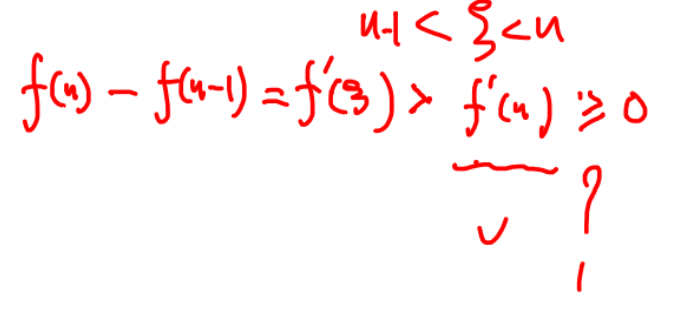 n-1 < ξ < n
f(n) - f(n-1) = f'(ξ) > f'(n) ≥ 0
?